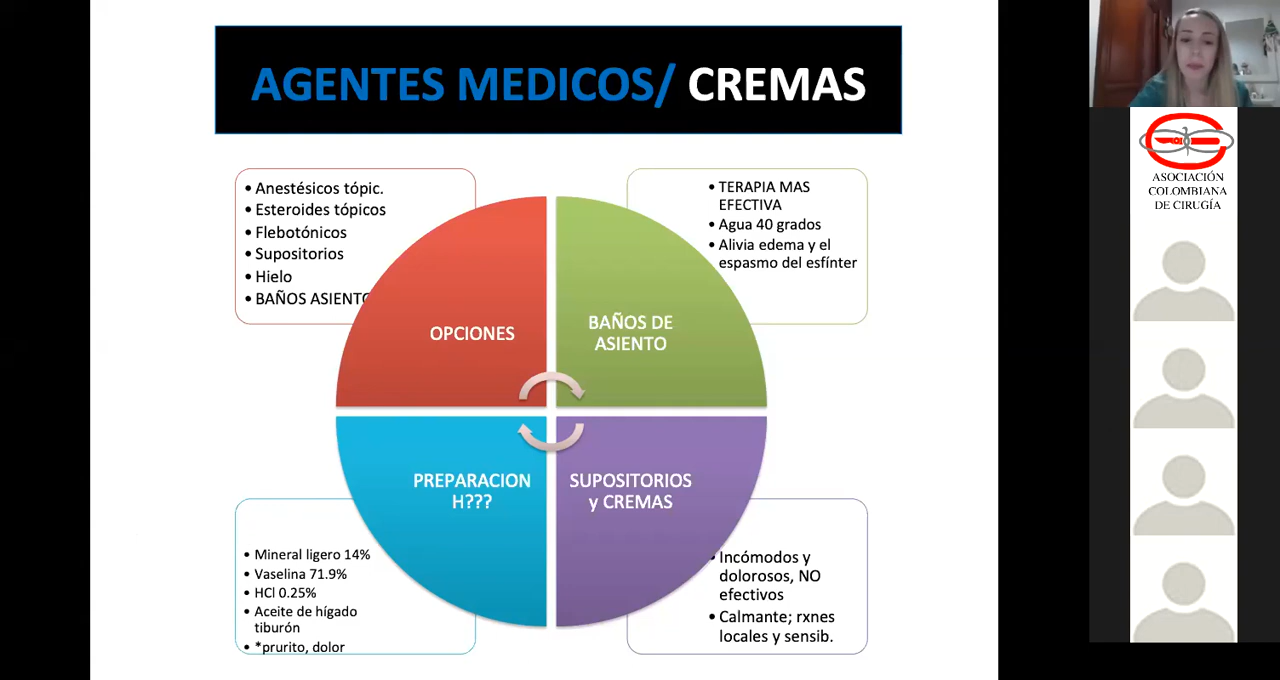 AGENTES MEDICOS/ CREMAS
• Anestésicos tópic.
• Esteroides tópicos
• Flebotónicos
• Supositorios
• Hielo
• BAÑOS ASIENTO
• TERAPIA MAS
EFECTIVA
• Agua 40 grados
• Alivia edema y el
espasmo del esfínter
OPCIONES
BAÑOS DE
ASIENTO
PREPARACION
H???
SUPOSITORIOS
y CREMAS
• Mineral ligero 14%
• Vaselina 71.9%
• HCl 0.25%
• Aceite de hígado
tiburón
• *prurito, dolor
• Incómodos y
dolorosos, NO
efectivos
• Calmante; rxnes
locales y sensib.
ASOCIACIÓN
COLOMBIANA
DE CIRUGÍA